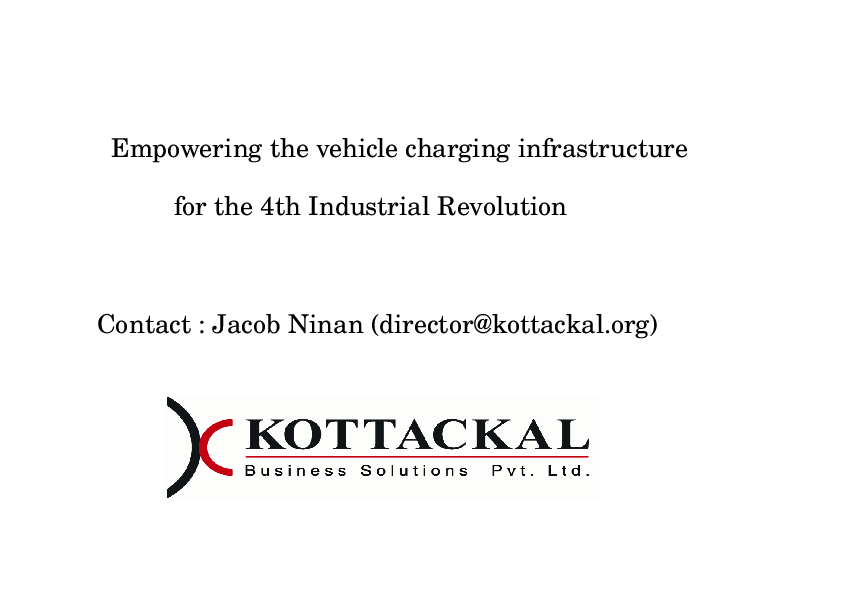 Empowering the vehicle charging infrastructure
for the 4th Industrial Revolution
Contact : Jacob Ninan (director@kottackal.org)
KOTTACKAL
Business Solutions Pvt. Ltd.